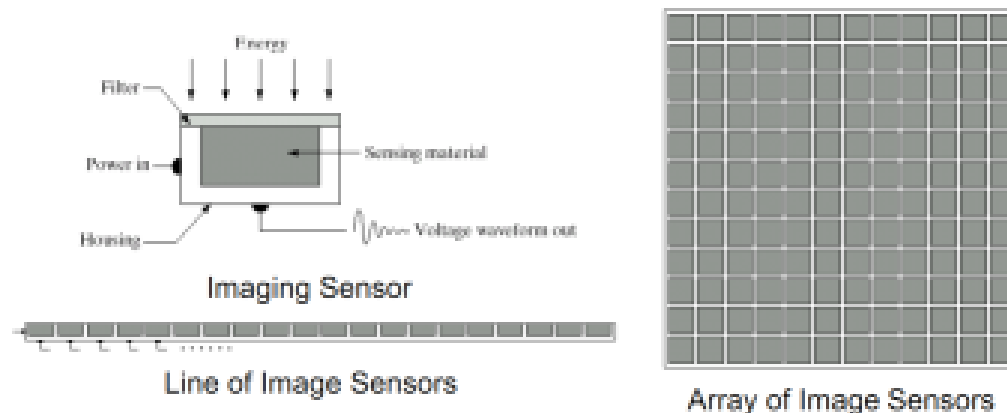 Energy
Filter
Power in
Sensing material
Housing
Voltage waveform out
Imaging Sensor
Line of Image Sensors
Array of Image Sensors